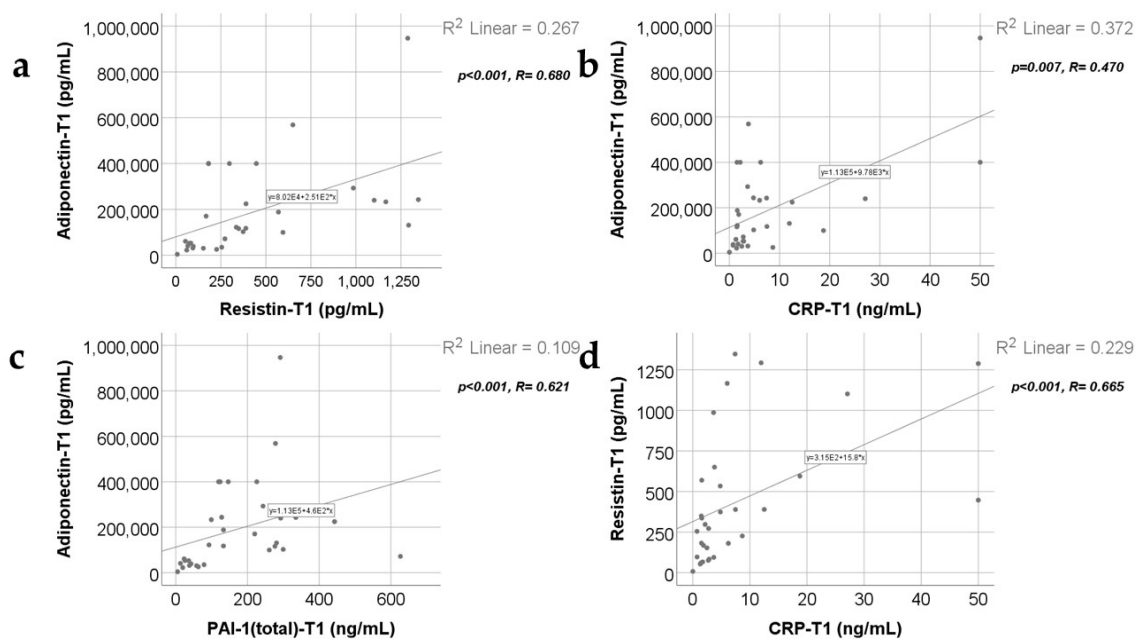 a
R² Linear = 0.267
p<0.001, R= 0.680
Adiponectin-T1 (pg/mL)
1,000,000
800,000
600,000
400,000
200,000
0
y=8.02E4+2.51E2*x
0 250 500 750 1,000 1,250
Resistin-T1 (pg/mL)
b
R² Linear = 0.372
p=0.007, R= 0.470
Adiponectin-T1 (pg/mL)
1,000,000
800,000
600,000
400,000
200,000
0
y=1.13E5+9.78E3*x
0 10 20 30 40 50
CRP-T1 (ng/mL)
c
R² Linear = 0.109
p<0.001, R= 0.621
Adiponectin-T1 (pg/mL)
1,000,000
800,000
600,000
400,000
200,000
0
y=1.13E5+4.6E2*x
0 200 400 600
PAI-1(total)-T1 (ng/mL)
d
R² Linear = 0.229
p<0.001, R= 0.665
Resistin-T1 (pg/mL)
1250
1000
750
500
250
0
y=3.15E2+15.8*x
0 10 20 30 40 50
CRP-T1 (ng/mL)